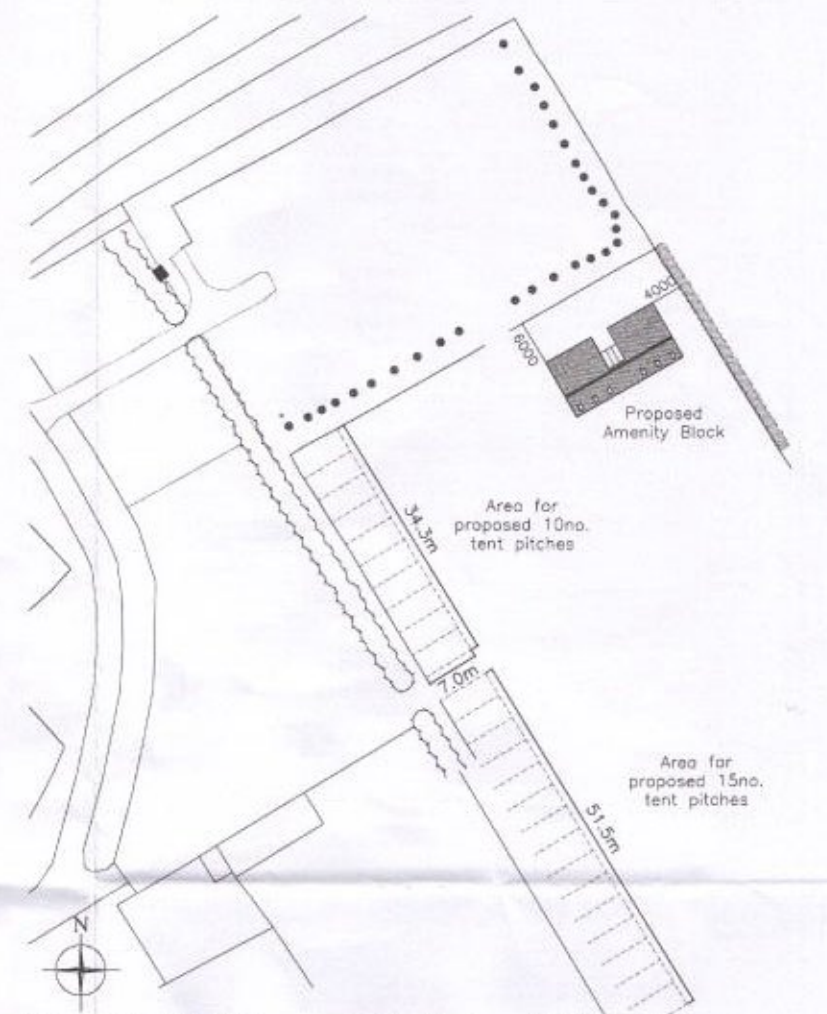 4000
6000
Proposed
Amenity Block
34.3m
Area for
proposed 10no.
tent pitches
7.0m
Area for
proposed 15no.
tent pitches
51.5m
N